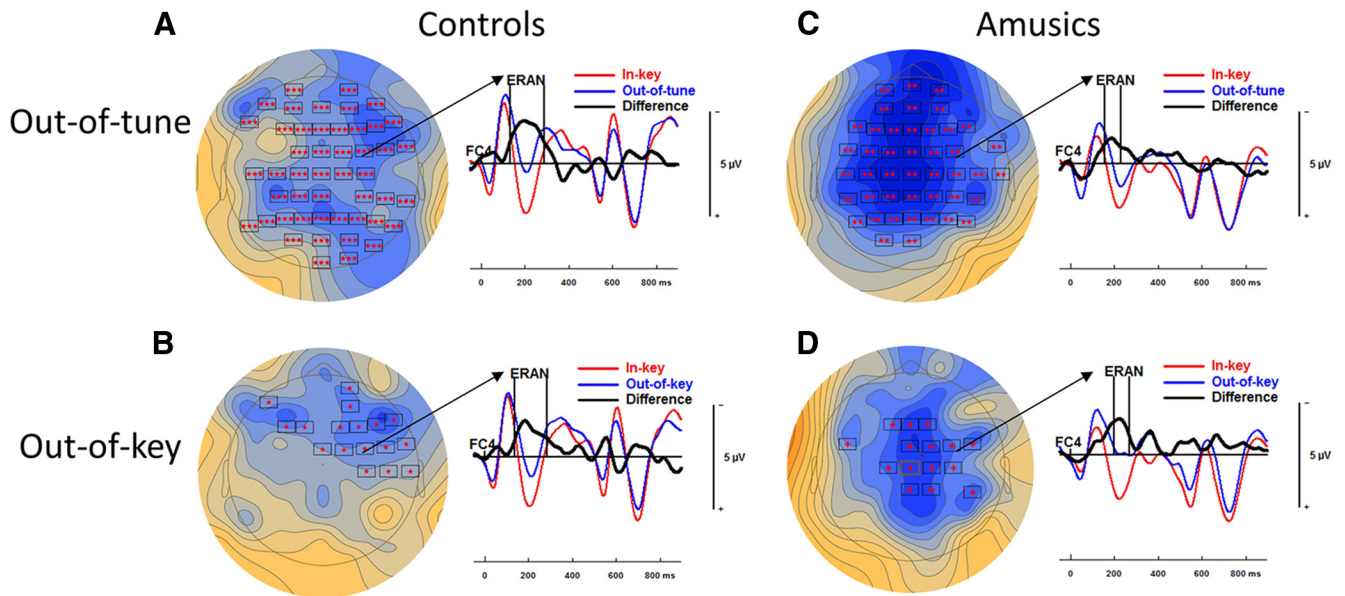 A Controls C Amusics
Out-of-tune
ERAN
In-key
Out-of-tune
Difference
FC4
5 µV
-
+
0 200 400 600 800 ms
ERAN
In-key
Out-of-tune
Difference
FC4
5 µV
-
+
0 200 400 600 800 ms
B D
Out-of-key
ERAN
In-key
Out-of-key
Difference
FC4
5 µV
-
+
0 200 400 600 800 ms
ERAN
In-key
Out-of-key
Difference
FC4
5 µV
-
+
0 200 400 600 800 ms